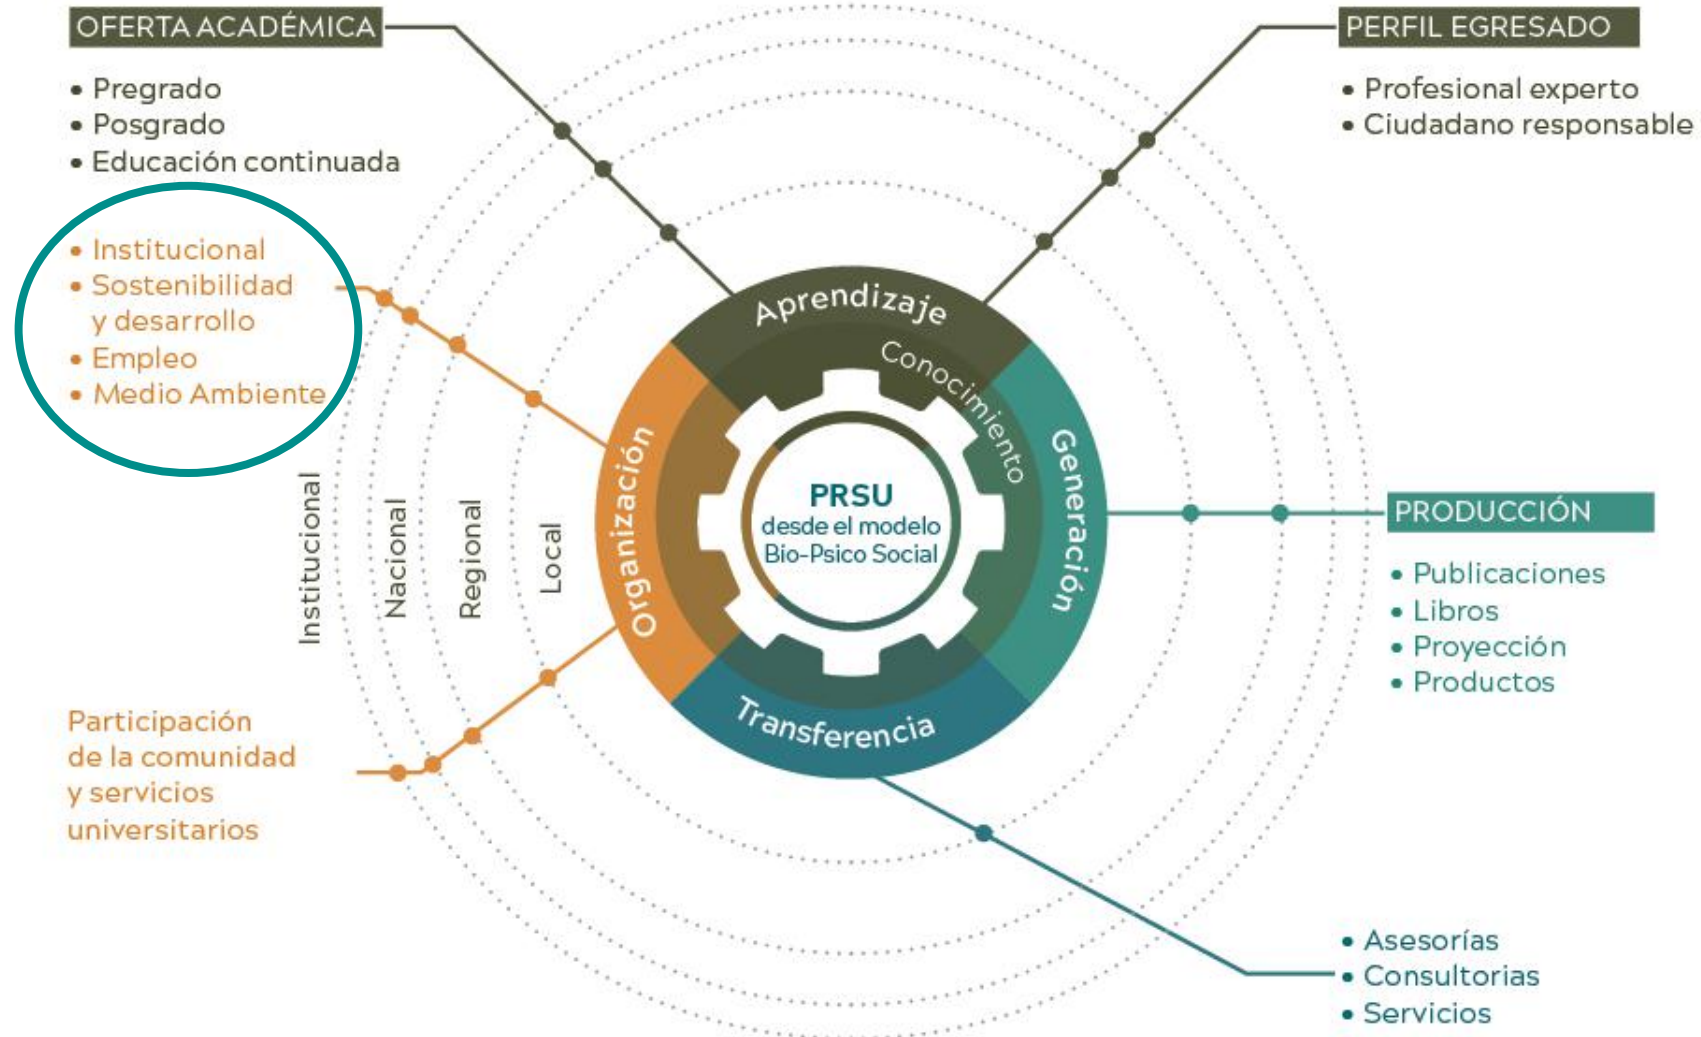 OFERTA ACADÉMICA
• Pregrado
• Posgrado
• Educación continuada
• Institucional
• Sostenibilidad
y desarrollo
• Empleo
• Medio Ambiente
PERFIL EGRESADO
• Profesional experto
• Ciudadano responsable
Aprendizaje
Conocimiento
Generación
Transferencia
Organización
PRSU
desde el modelo
Bio-Psico Social
Institucional
Nacional
Regional
Local
PRODUCCIÓN
• Publicaciones
• Libros
• Proyección
• Productos
Participación
de la comunidad
y servicios
universitarios
• Asesorías
• Consultorias
• Servicios